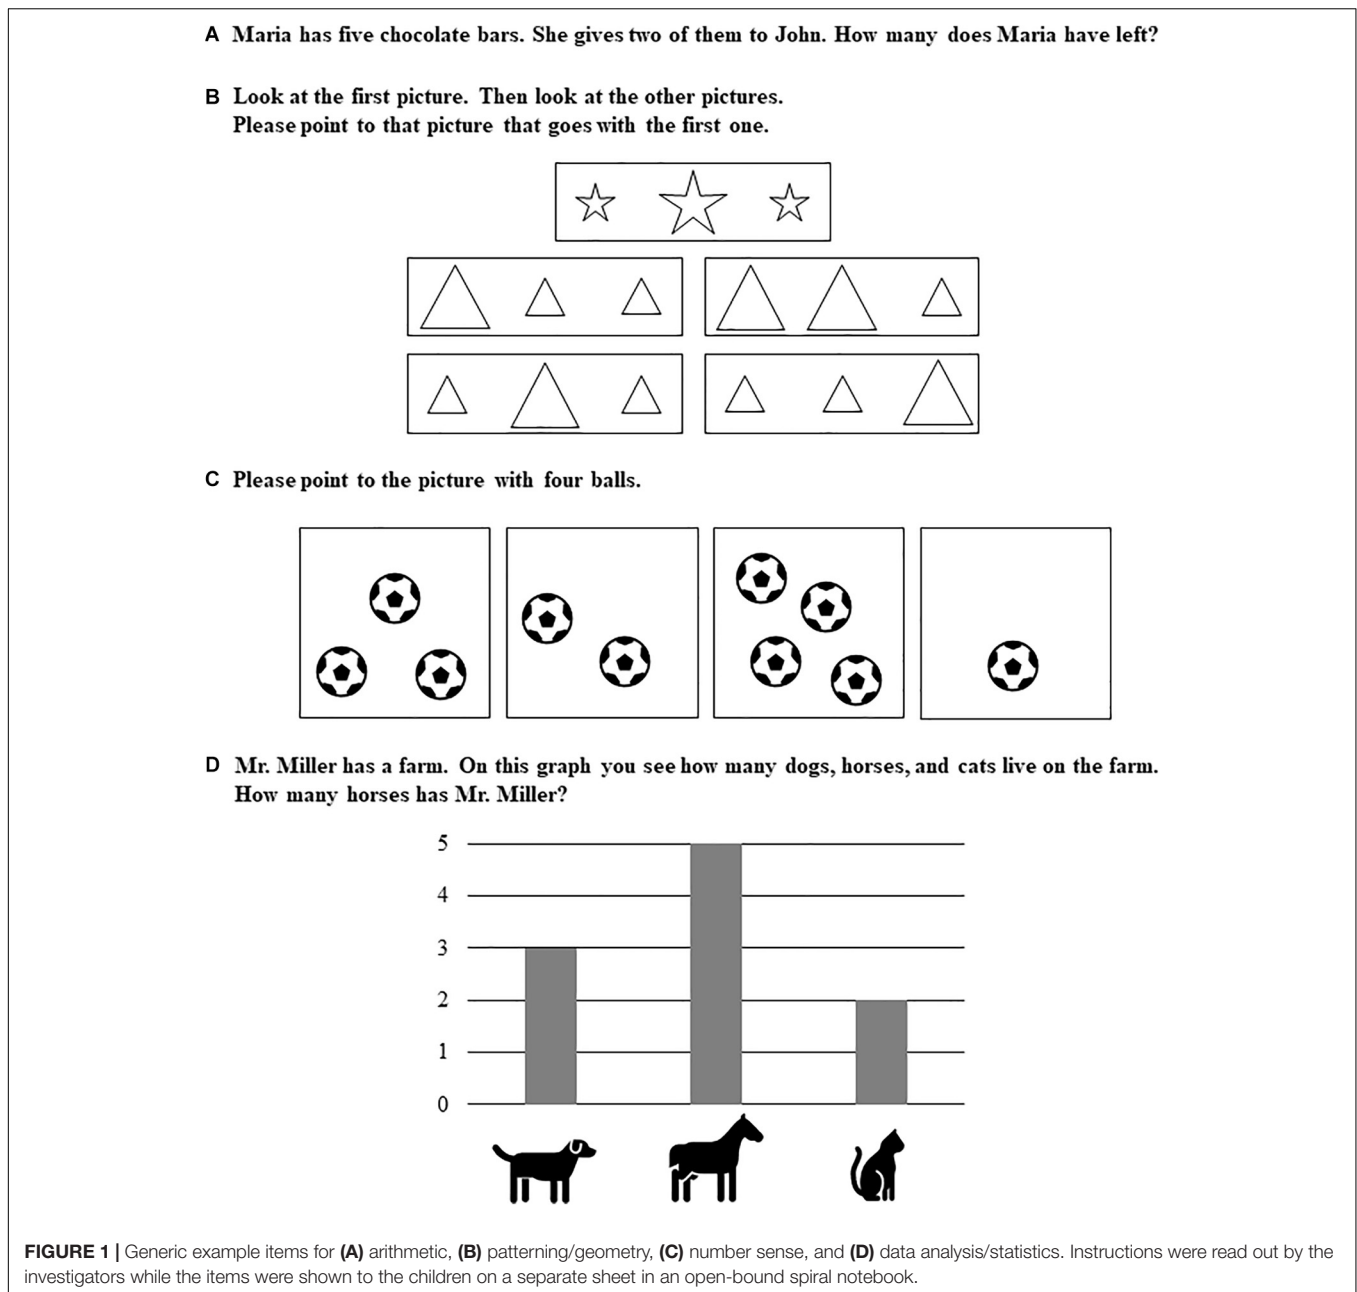 A Maria has five chocolate bars. She gives two of them to John. How many does Maria have left?
B Look at the first picture. Then look at the other pictures.
Please point to that picture that goes with the first one.
C Please point to the picture with four balls.
D Mr. Miller has a farm. On this graph you see how many dogs, horses, and cats live on the farm.
How many horses has Mr. Miller?
5
4
3
2
1
0
FIGURE 1 | Generic example items for (A) arithmetic, (B) patterning/geometry, (C) number sense, and (D) data analysis/statistics. Instructions were read out by the
investigators while the items were shown to the children on a separate sheet in an open-bound spiral notebook.